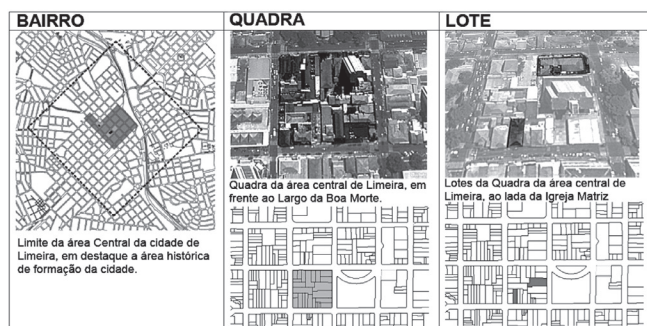 BAIRRO
QUADRA
LOTE
Limite da área Central da cidade de
Limeira, em destaque a área histórica
de formação da cidade.
Quadra da área central de Limeira, em
frente ao Largo da Boa Morte.
Lotes da Quadra da área central de
Limeira, ao lada da Igreja Matriz